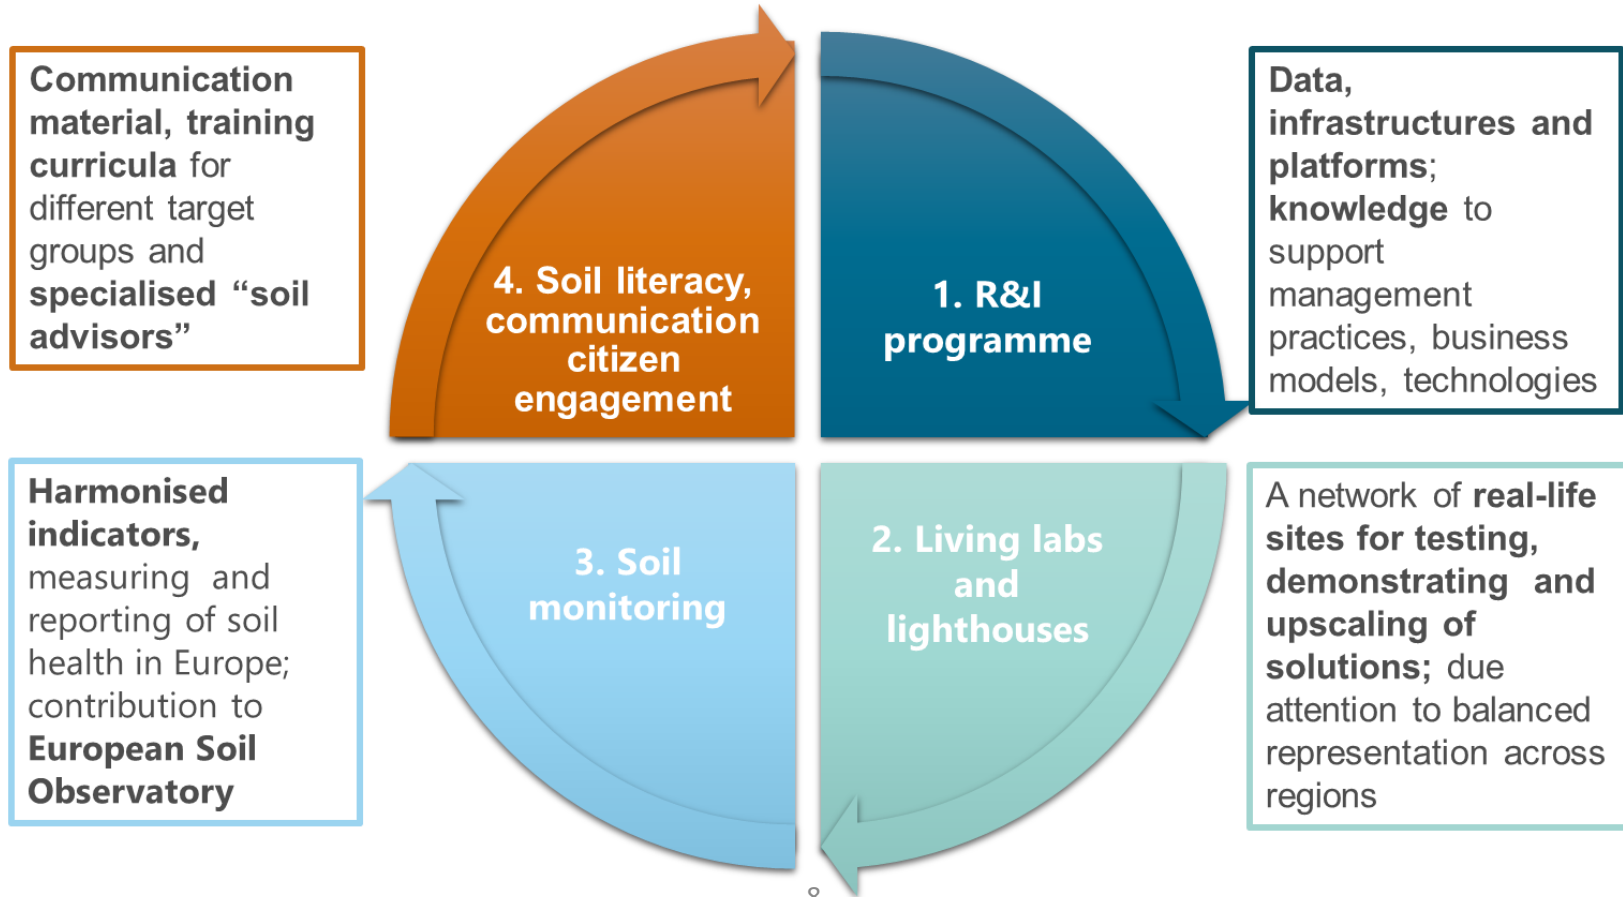 Communication
material, training
curricula for
different target
groups and
specialised “soil
advisors”
4. Soil literacy,
communication
citizen
engagement
1. R&I
programme
Data,
infrastructures and
platforms;
knowledge to
support
management
practices, business
models, technologies
Harmonised
indicators,
measuring and
reporting of soil
health in Europe;
contribution to
European Soil
Observatory
3. Soil
monitoring
2. Living labs
and
lighthouses
A network of real-life
sites for testing,
demonstrating and
upscaling of
solutions; due
attention to balanced
representation across
regions